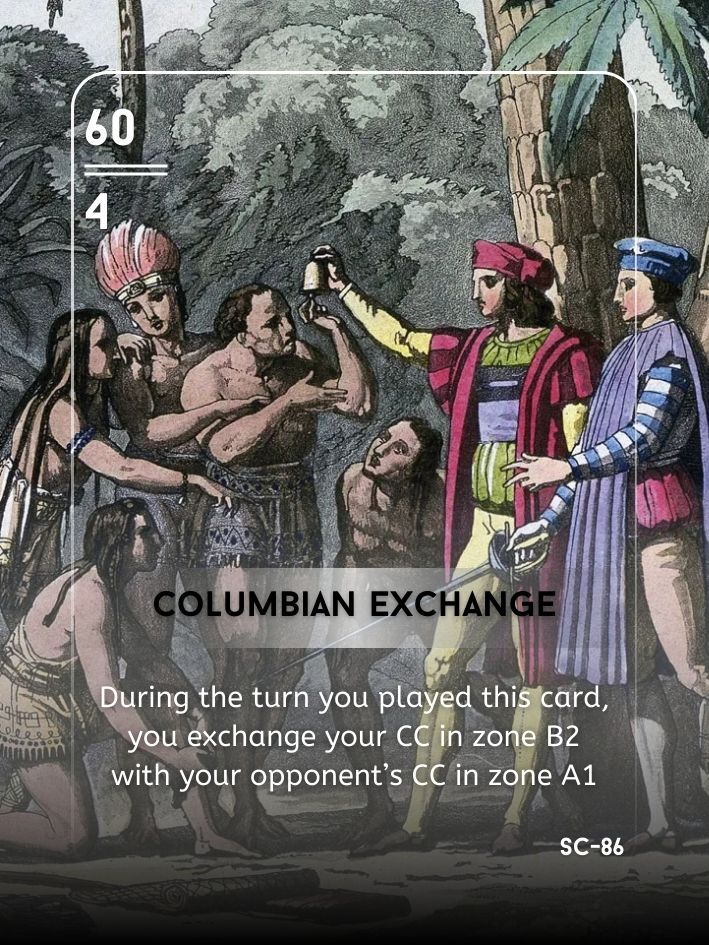 60
4
COLUMBIAN EXCHANGE
During the turn you played this card,
you exchange your CC in zone B2
with your opponent’s CC in zone A1
SC-86